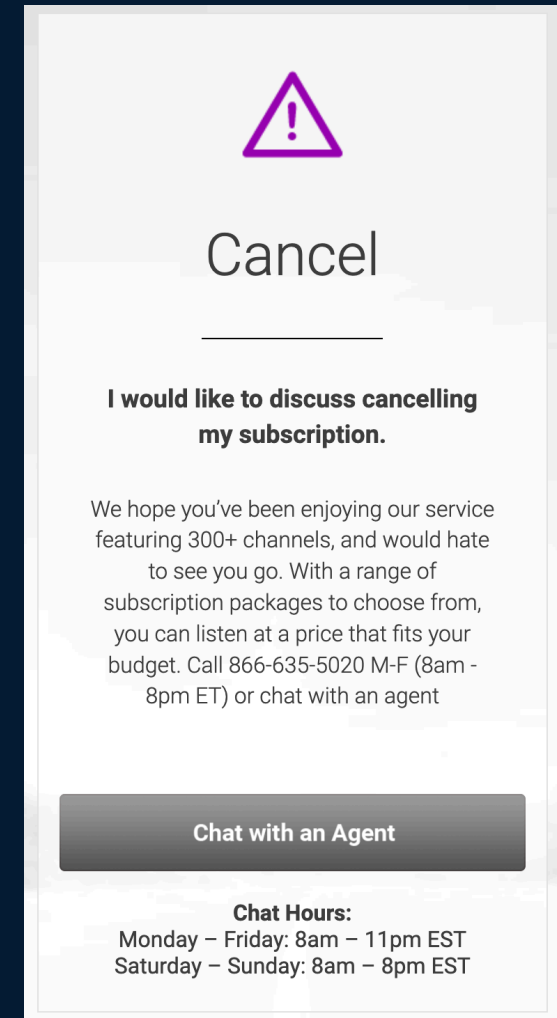 Cancel
I would like to discuss cancelling
my subscription.
We hope you’ve been enjoying our service
featuring 300+ channels, and would hate
to see you go. With a range of
subscription packages to choose from,
you can listen at a price that fits your
budget. Call 866-635-5020 M-F (8am -
8pm ET) or chat with an agent
Chat with an Agent
Chat Hours:
Monday – Friday: 8am – 11pm EST
Saturday – Sunday: 8am – 8pm EST